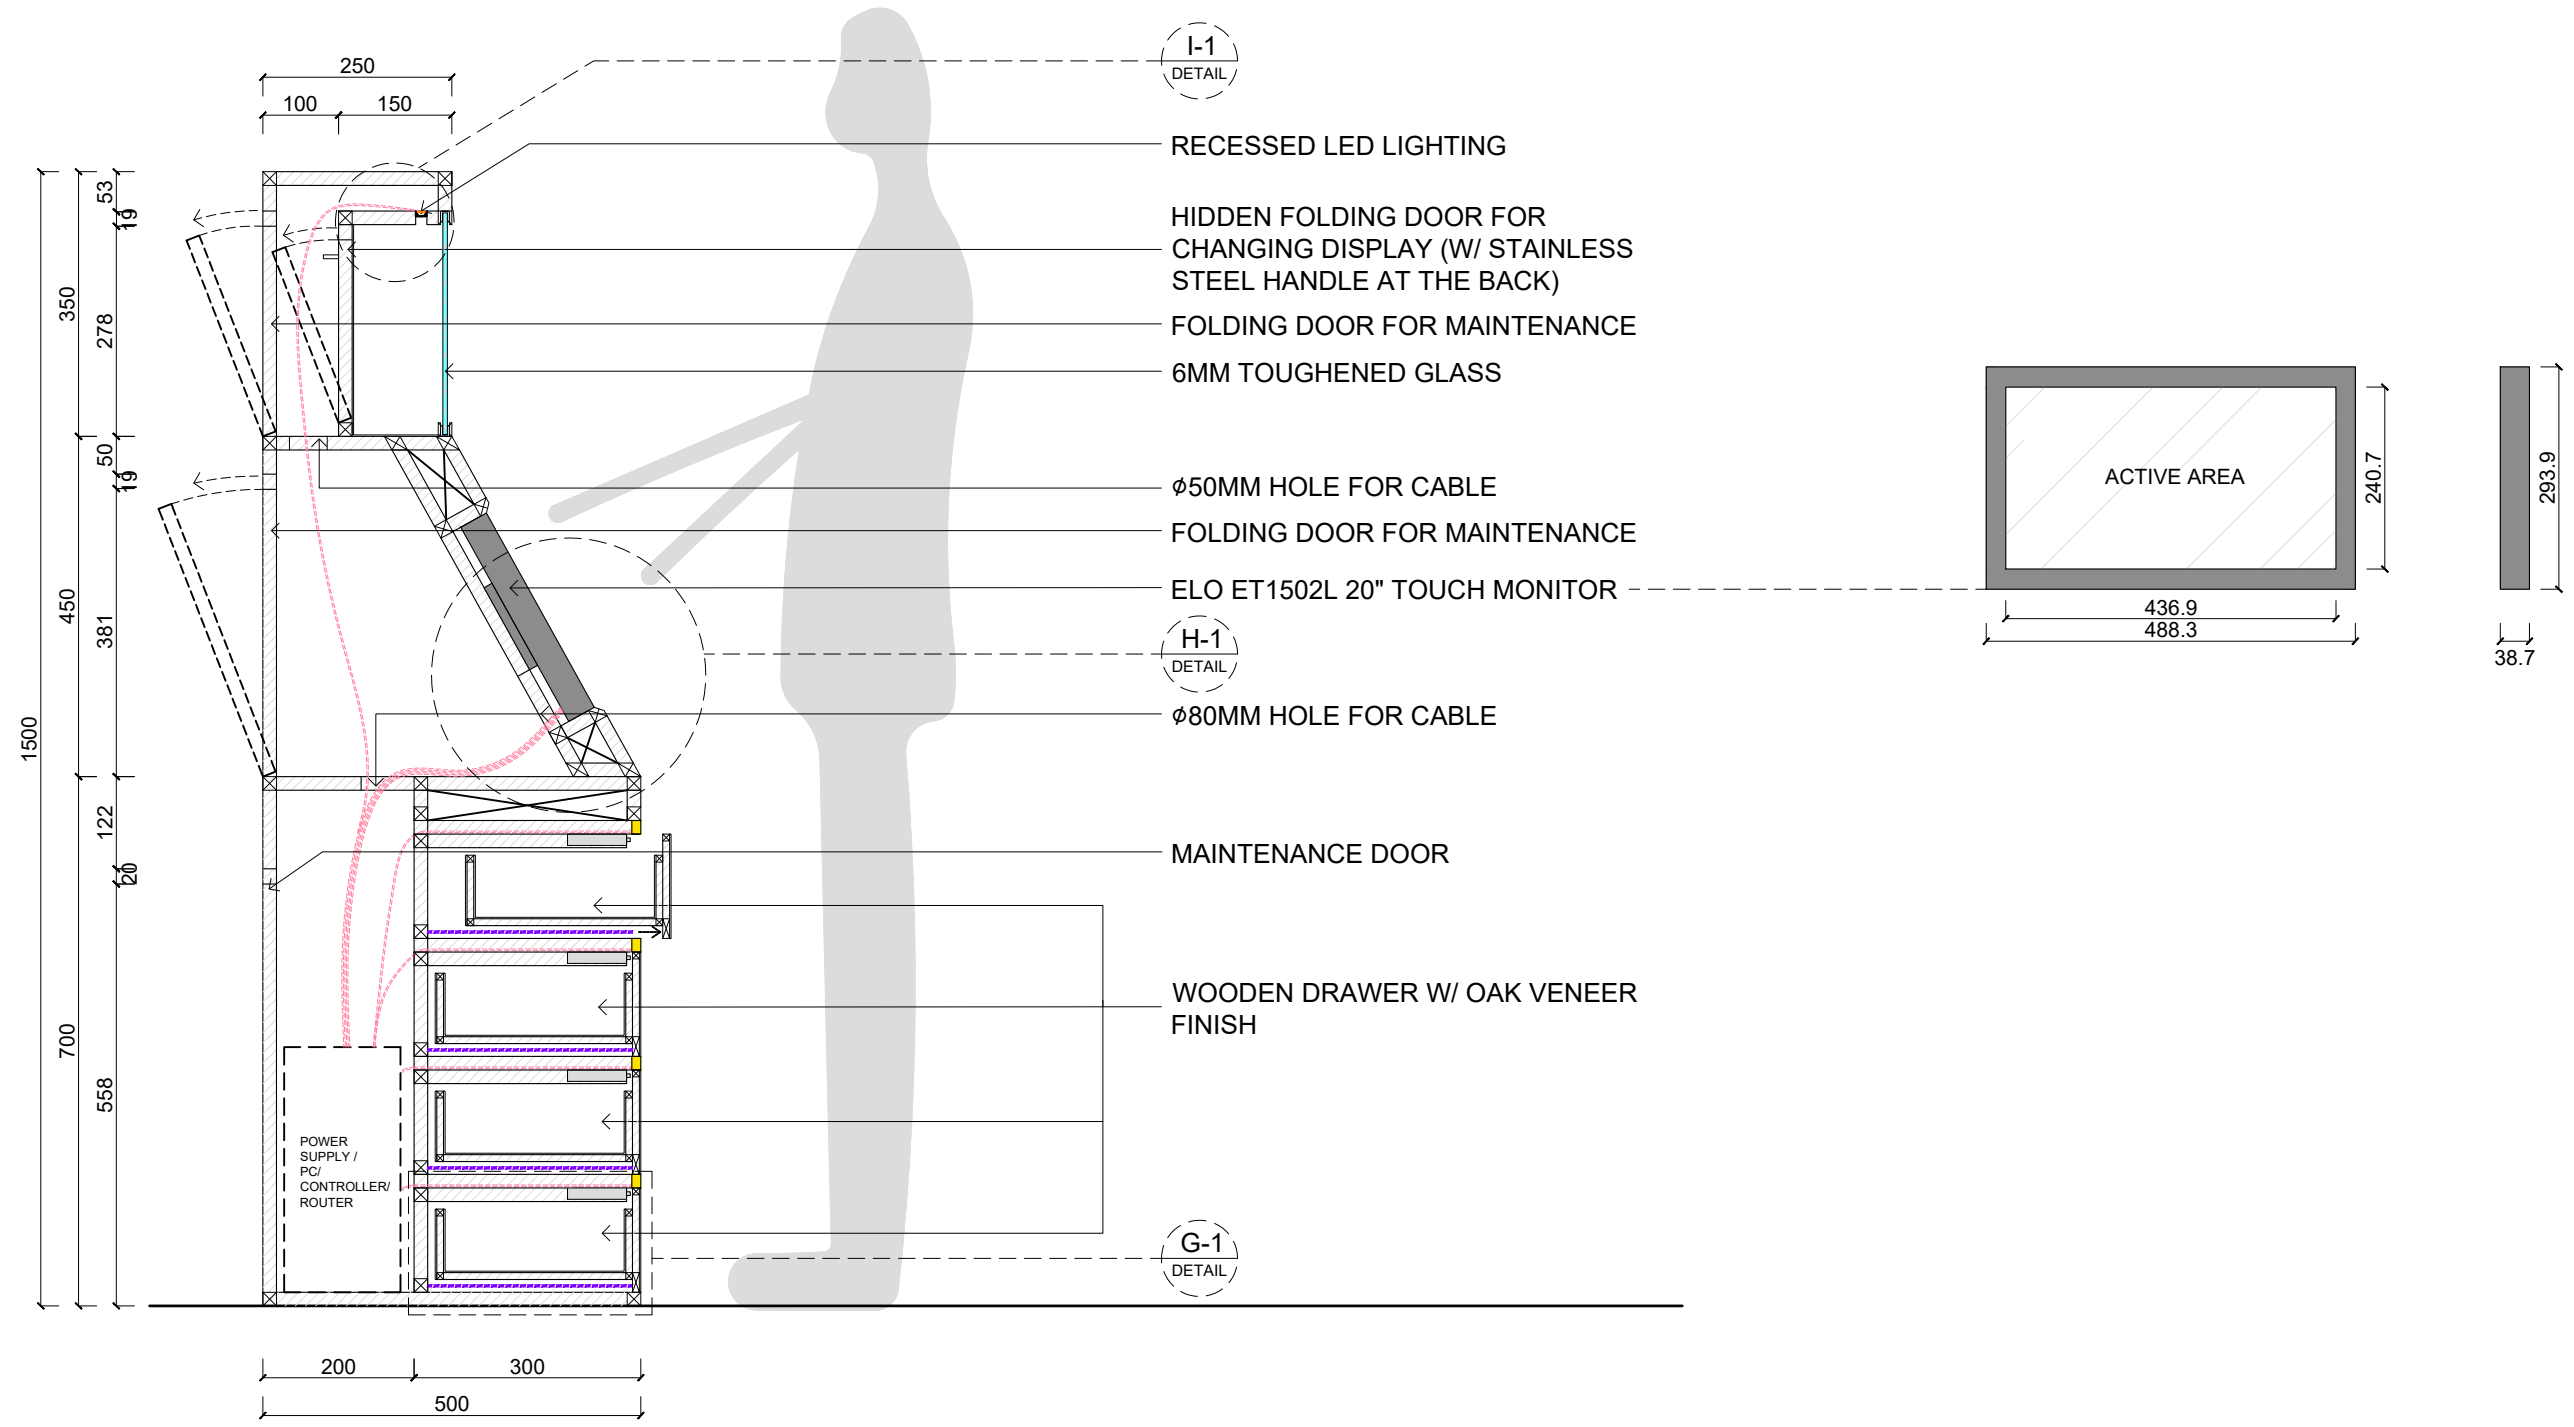 I-1
DETAIL
250
100
150
RECESSED LED LIGHTING
HIDDEN FOLDING DOOR FOR
CHANGING DISPLAY (W/ STAINLESS
STEEL HANDLE AT THE BACK)
FOLDING DOOR FOR MAINTENANCE
6MM TOUGHENED GLASS
ϕ50MM HOLE FOR CABLE
FOLDING DOOR FOR MAINTENANCE
ELO ET1502L 20" TOUCH MONITOR
H-1
DETAIL
ϕ80MM HOLE FOR CABLE
MAINTENANCE DOOR
WOODEN DRAWER W/ OAK VENEER
FINISH
G-1
DETAIL
53
19
278
350
50
19
381
450
1500
122
20
558
700
POWER
SUPPLY /
PC/
CONTROLLER/
ROUTER
200
300
500
ACTIVE AREA
240.7
436.9
488.3
293.9
38.7